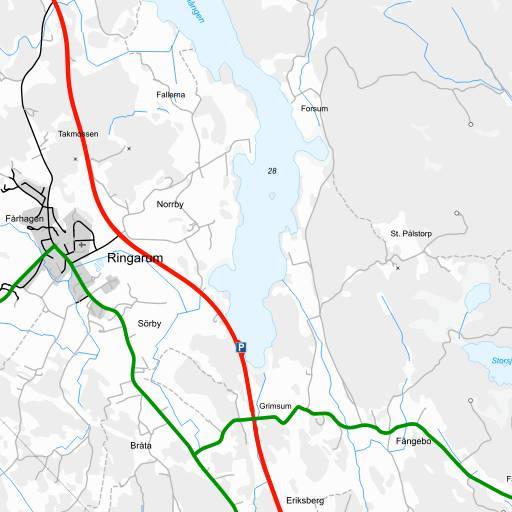 Fallerna
Forsum
Takmossen
28
Norrby
Fårhagen
St. Pålstorp
Ringarum
Sörby
P
Grimsum
Bråta
Fångebo
Eriksberg